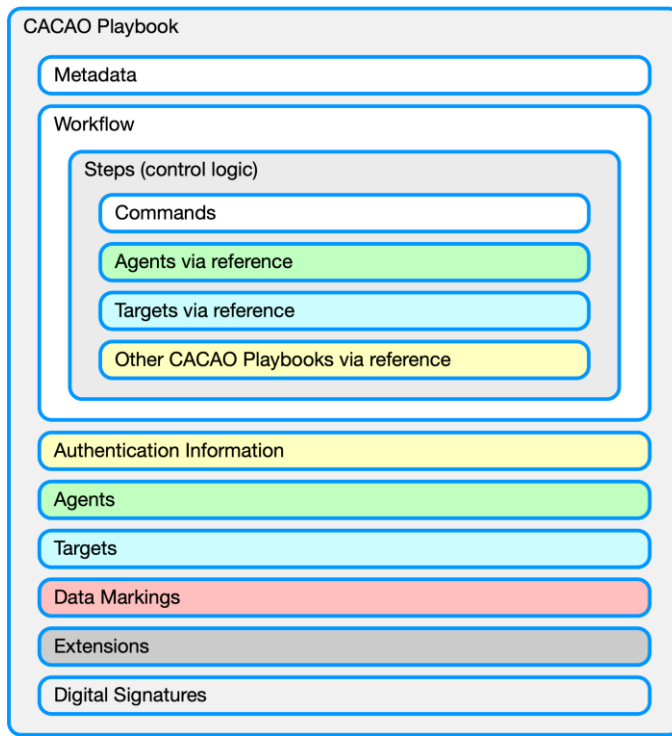 CACAO Playbook
Metadata
Workflow
Steps (control logic)
Commands
Agents via reference
Targets via reference
Other CACAO Playbooks via reference
Authentication Information
Agents
Targets
Data Markings
Extensions
Digital Signatures